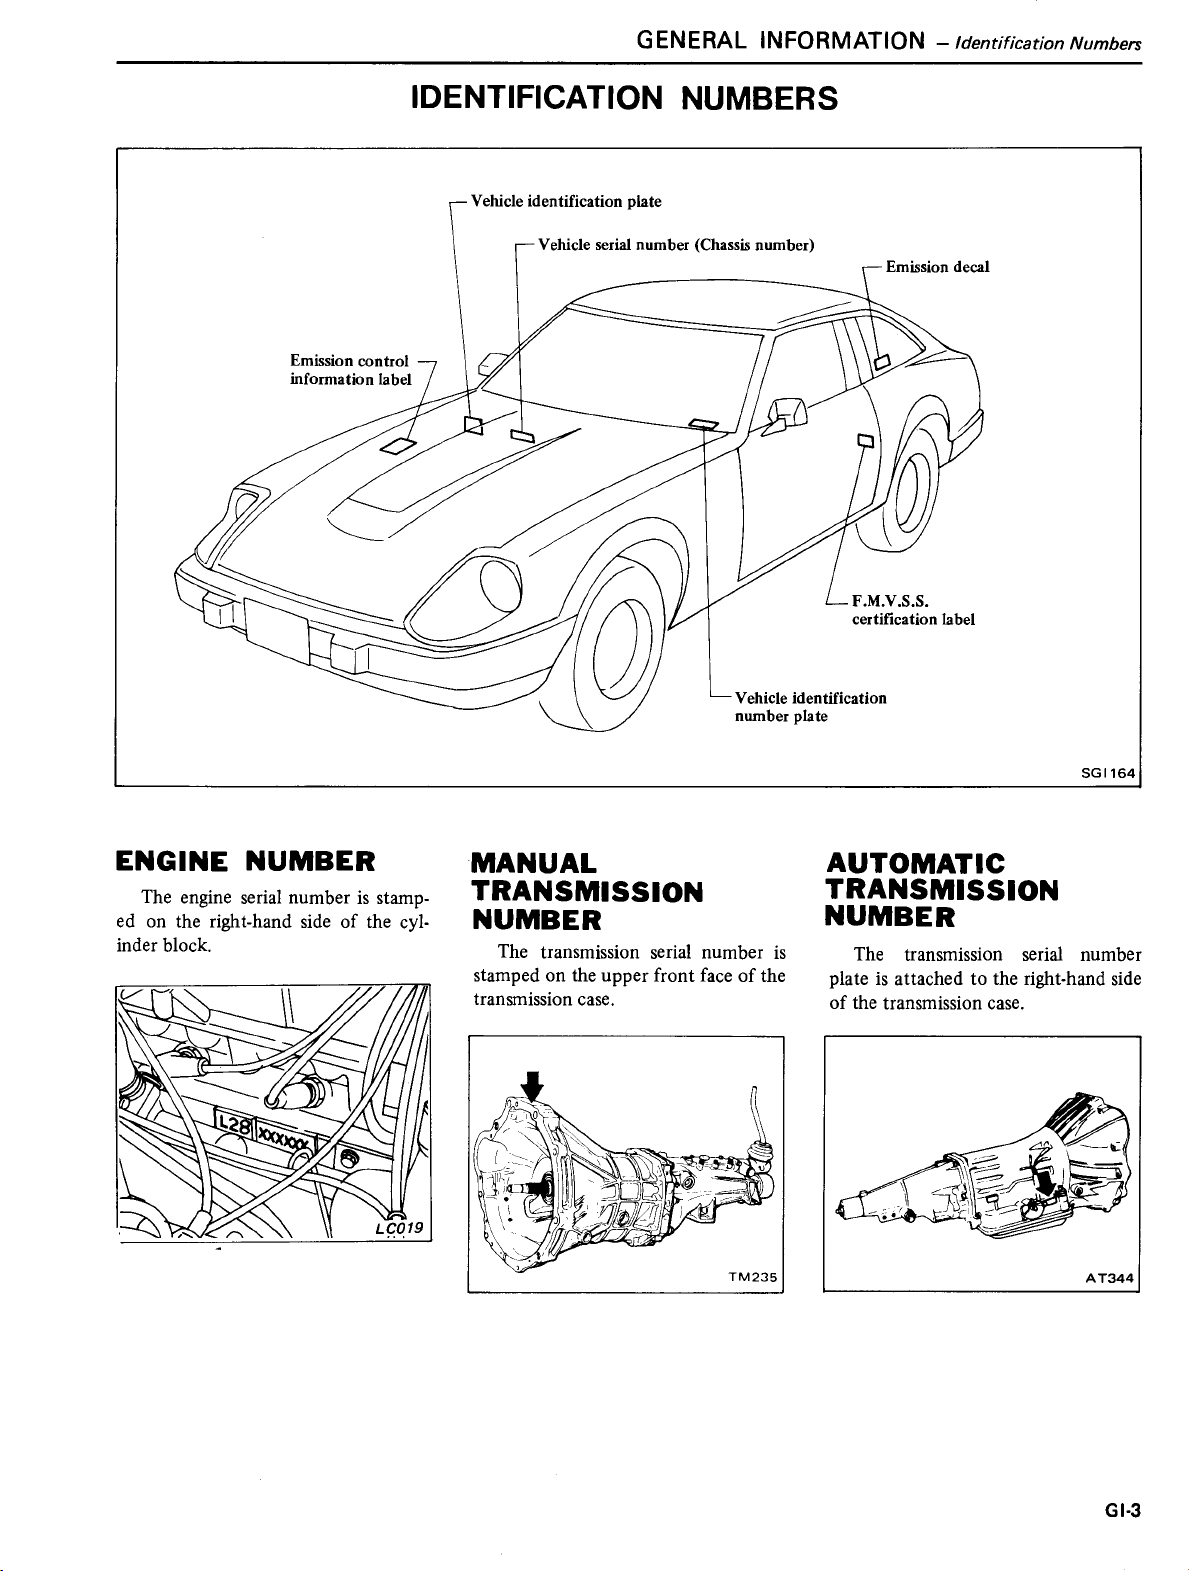 GENERAL INFORMATION – Identification Numbers
IDENTIFICATION NUMBERS
Vehicle identification plate
Vehicle serial number (Chassis number)
Emission decal
Emission control
information label
F.M.V.S.S.
certification label
Vehicle identification
number plate
SGI164
ENGINE NUMBER
The engine serial number is stamp-
ed on the right-hand side of the cyl-
inder block.
L28 XXXXXX
LC019
MANUAL
TRANSMISSION
NUMBER
The transmission serial number is
stamped on the upper front face of the
transmission case.
TM235
AUTOMATIC
TRANSMISSION
NUMBER
The transmission serial number
plate is attached to the right-hand side
of the transmission case.
AT344
GI-3